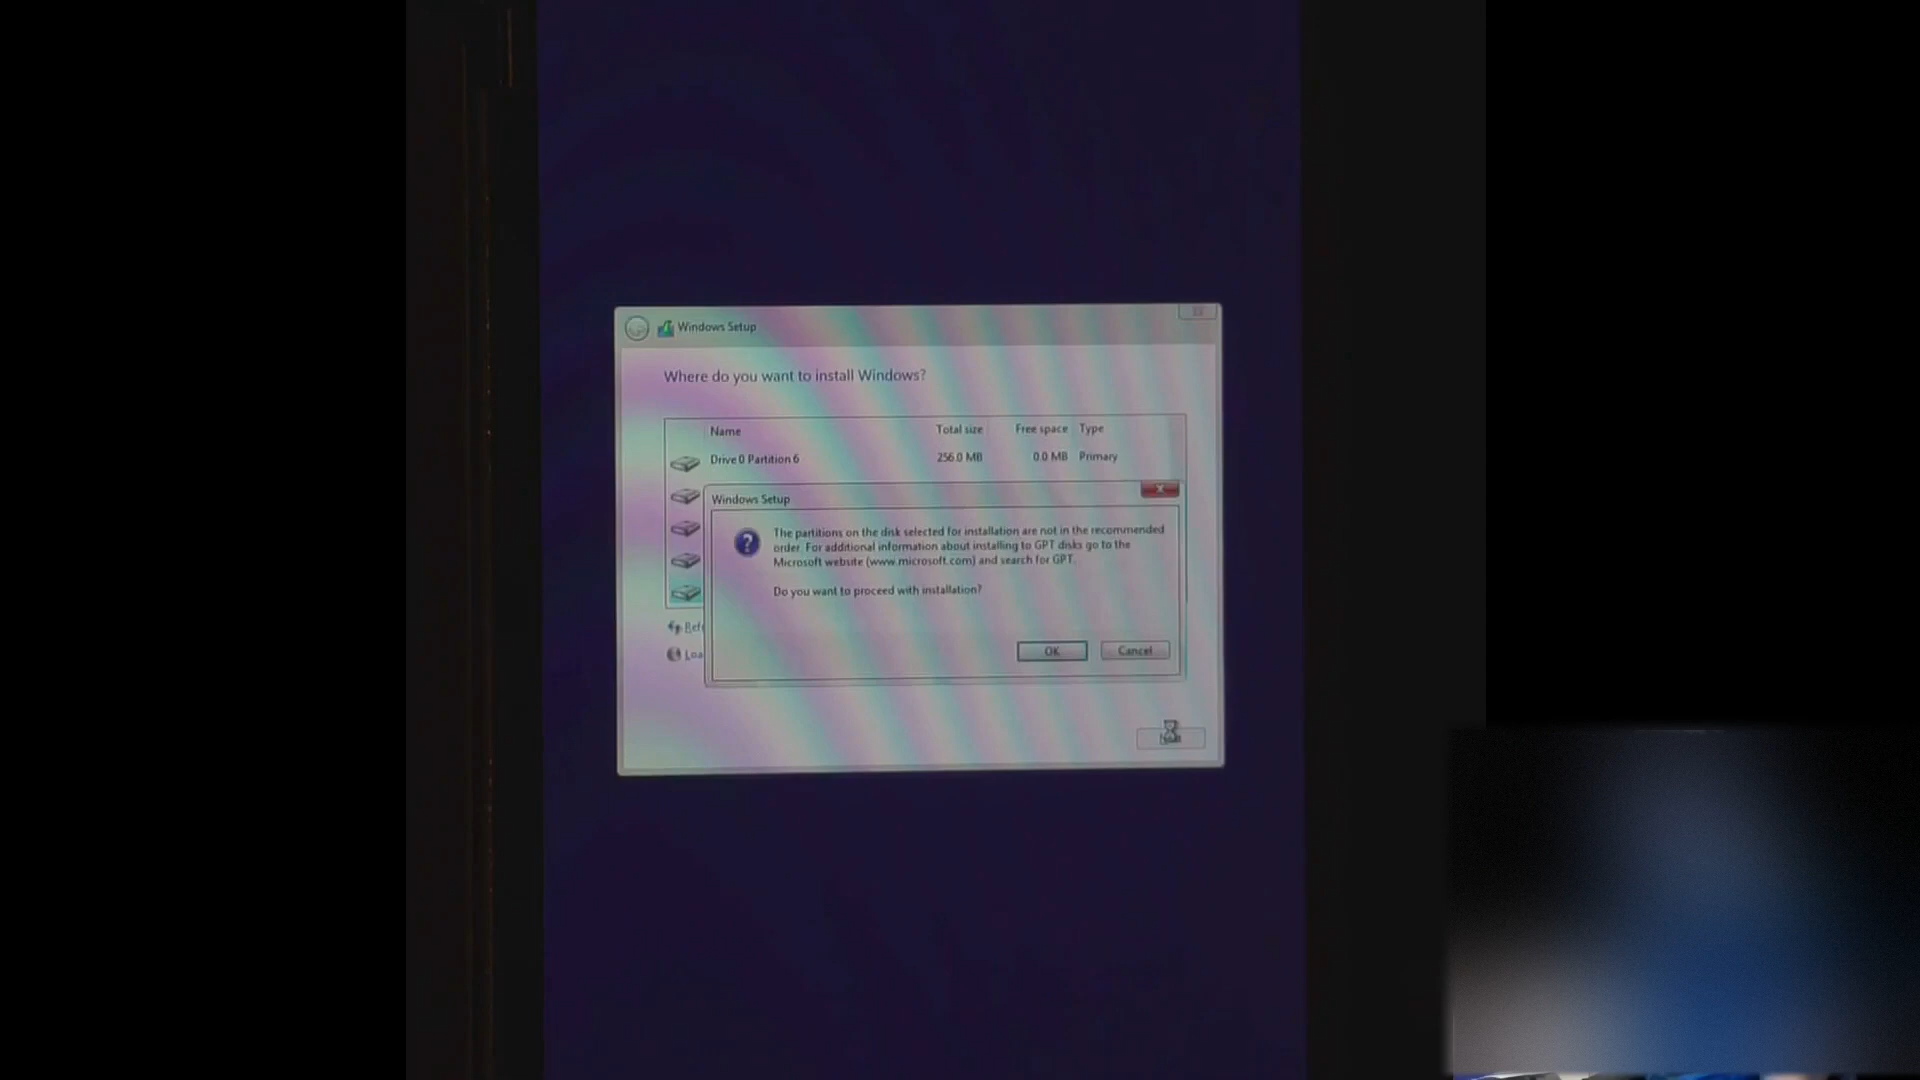 Windows Setup
Where do you want to install Windows?
Name Total size Free space Type
Drive 0 Partition 6 256.0 MB 0.0 MB Primary
Windows Setup
The partitions on the disk selected for installation are not in the recommended
order. For additional information about installing to GPT disks go to the
Microsoft website (www.microsoft.com) and search for GPT.
Do you want to proceed with installation?
OK Cancel